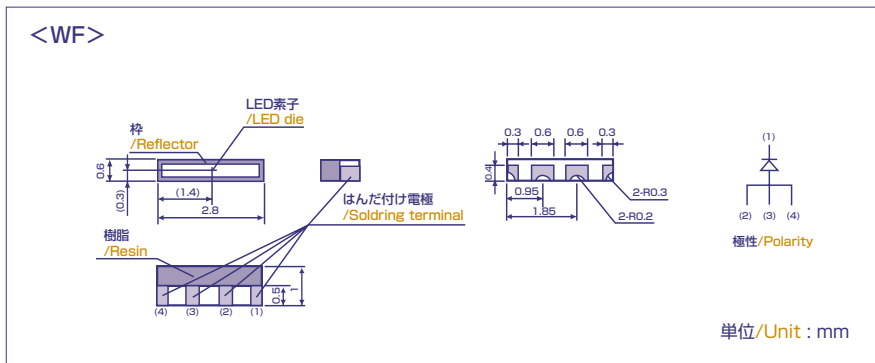 <WF>
LED素子
/LED die
枠
/Reflector
0.6
(0.3)
(1.4)
2.8
はんだ付け電極
/Soldring terminal
樹脂
/Resin
(4)
(3)
(2)
(1)
0.5
1
0.3
0.6
0.6
0.3
0.4
0.95
1.85
2-R0.3
2-R0.2
(1)
(2)
(3)
(4)
極性/Polarity
単位/Unit : mm